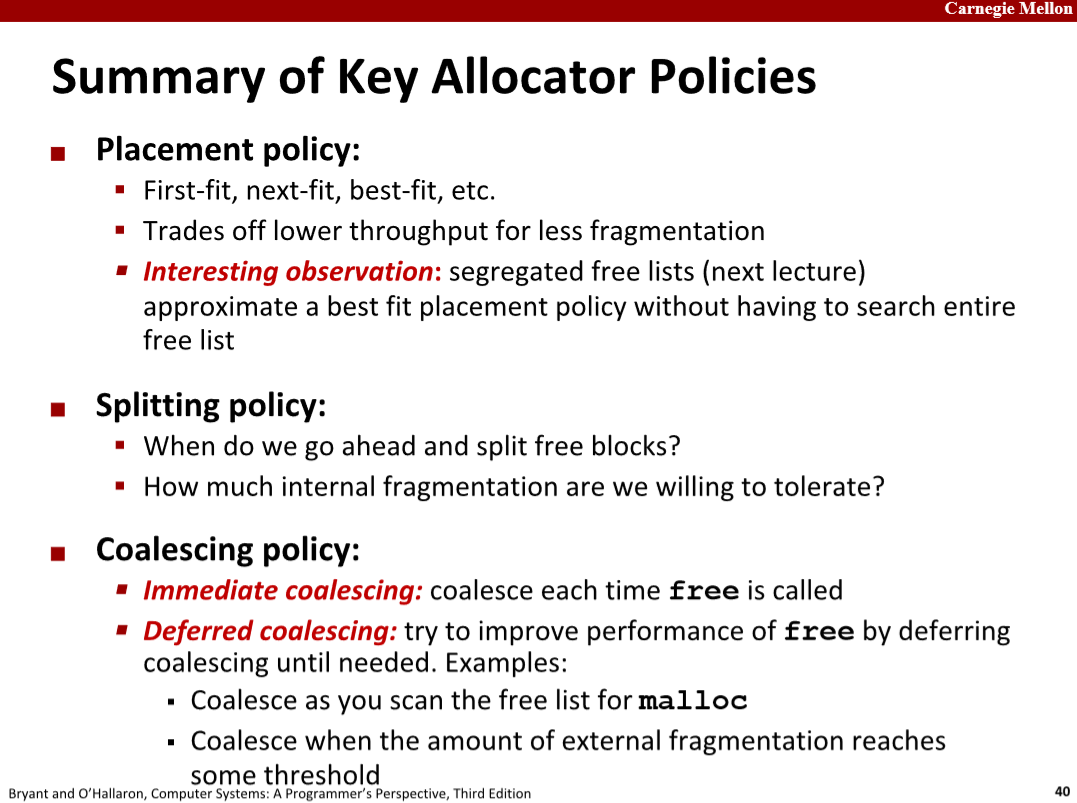 Carnegie Mellon
Summary of Key Allocator Policies
Placement policy:
First-fit, next-fit, best-fit, etc.
Trades off lower throughput for less fragmentation
Interesting observation: segregated free lists (next lecture)
approximate a best fit placement policy without having to search entire
free list
Splitting policy:
When do we go ahead and split free blocks?
How much internal fragmentation are we willing to tolerate?
Coalescing policy:
Immediate coalescing: coalesce each time free is called
Deferred coalescing: try to improve performance of free by deferring
coalescing until needed. Examples:
Coalesce as you scan the free list for malloc
Coalesce when the amount of external fragmentation reaches
some threshold
Bryant and O'Hallaron, Computer Systems: A Programmer's Perspective, Third Edition
40